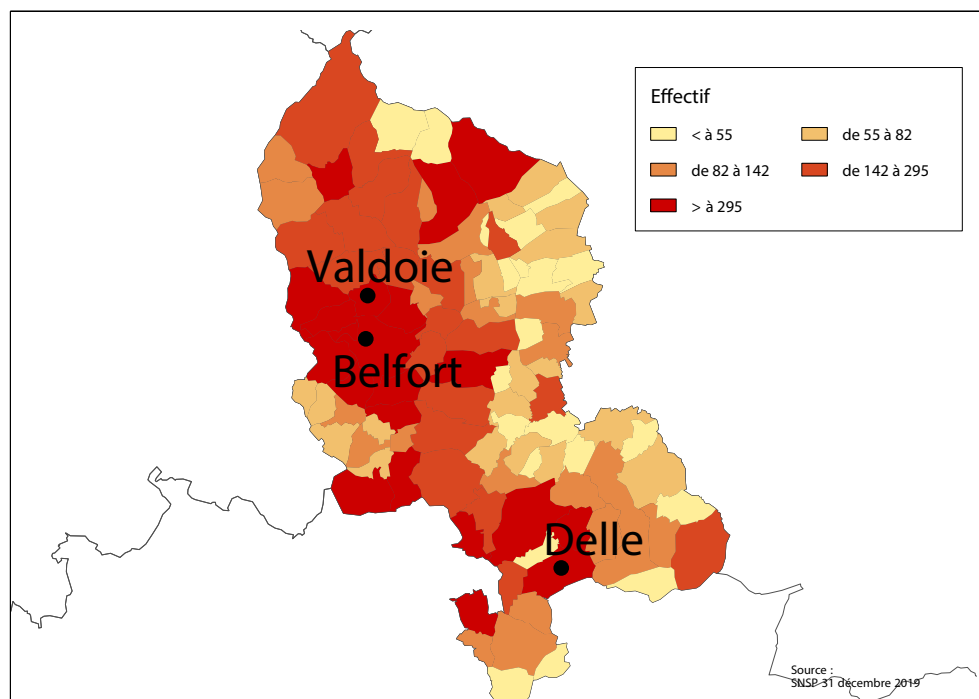 Effectif
< à 55
de 55 à 82
de 82 à 142
de 142 à 295
> à 295
Valdoie
Belfort
Delle
Source :
SNSP 31 décembre 2019